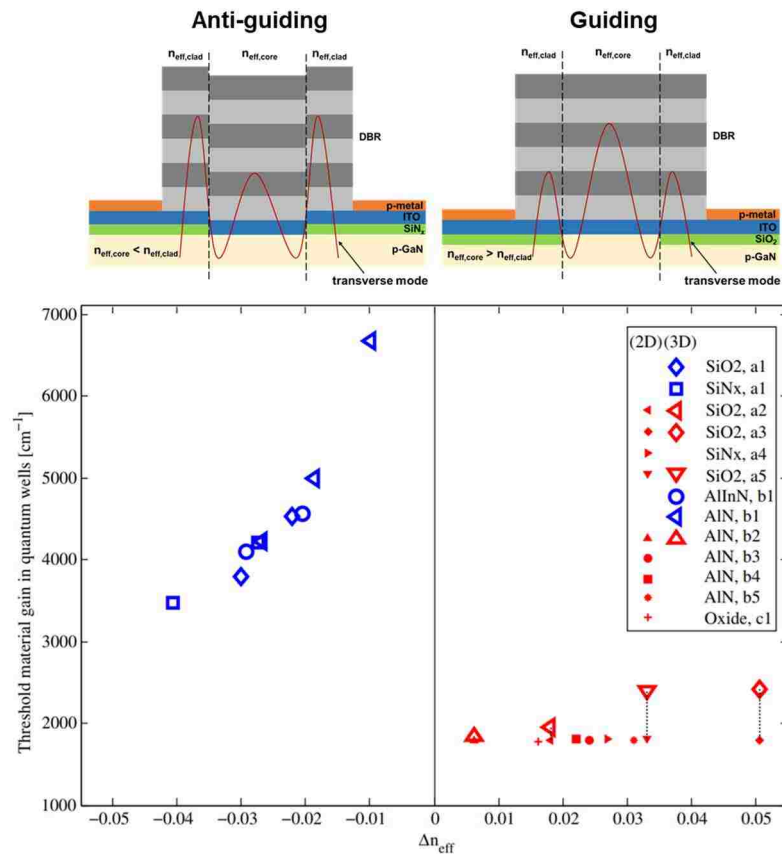 Anti-guiding
Guiding
n_eff,clad n_eff,core n_eff,clad
n_eff,clad n_eff,core n_eff,clad
DBR
DBR
p-metal
ITO
SiNₓ
p-GaN
n_eff,core < n_eff,clad
transverse mode
p-metal
ITO
SiO₂
p-GaN
n_eff,core > n_eff,clad
transverse mode
7000
6000
5000
4000
3000
2000
1000
Threshold material gain in quantum wells [cm⁻¹]
(2D)(3D)
SiO2, a1
SiNx, a1
SiO2, a2
SiO2, a3
SiNx, a4
SiO2, a5
AlInN, b1
AlN, b1
AlN, b2
AlN, b3
AlN, b4
AlN, b5
Oxide, c1
−0.05 −0.04 −0.03 −0.02 −0.01 0 0.01 0.02 0.03 0.04 0.05
Δn_eff